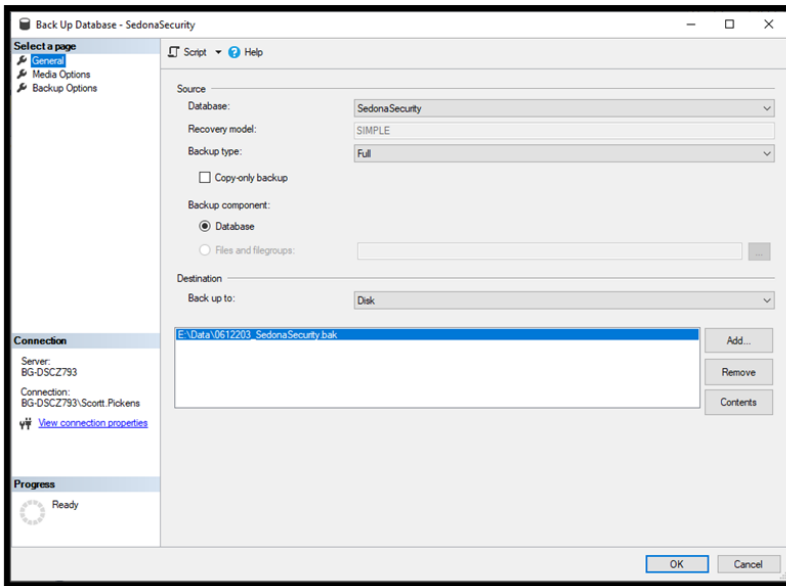 Back Up Database - SedonaSecurity
Select a page
General
Media Options
Backup Options
Script
Help
Source
Database:
SedonaSecurity
Recovery model:
SIMPLE
Backup type:
Full
Copy-only backup
Backup component:
Database
Files and filegroups:
...
Destination
Back up to:
Disk
E:\Data\0612203_SedonaSecurity.bak
Add...
Remove
Contents
Connection
Server:
BG-DSCZ793
Connection:
BG-DSCZ793\Scortt.Pickens
View connection properties
Progress
Ready
OK
Cancel